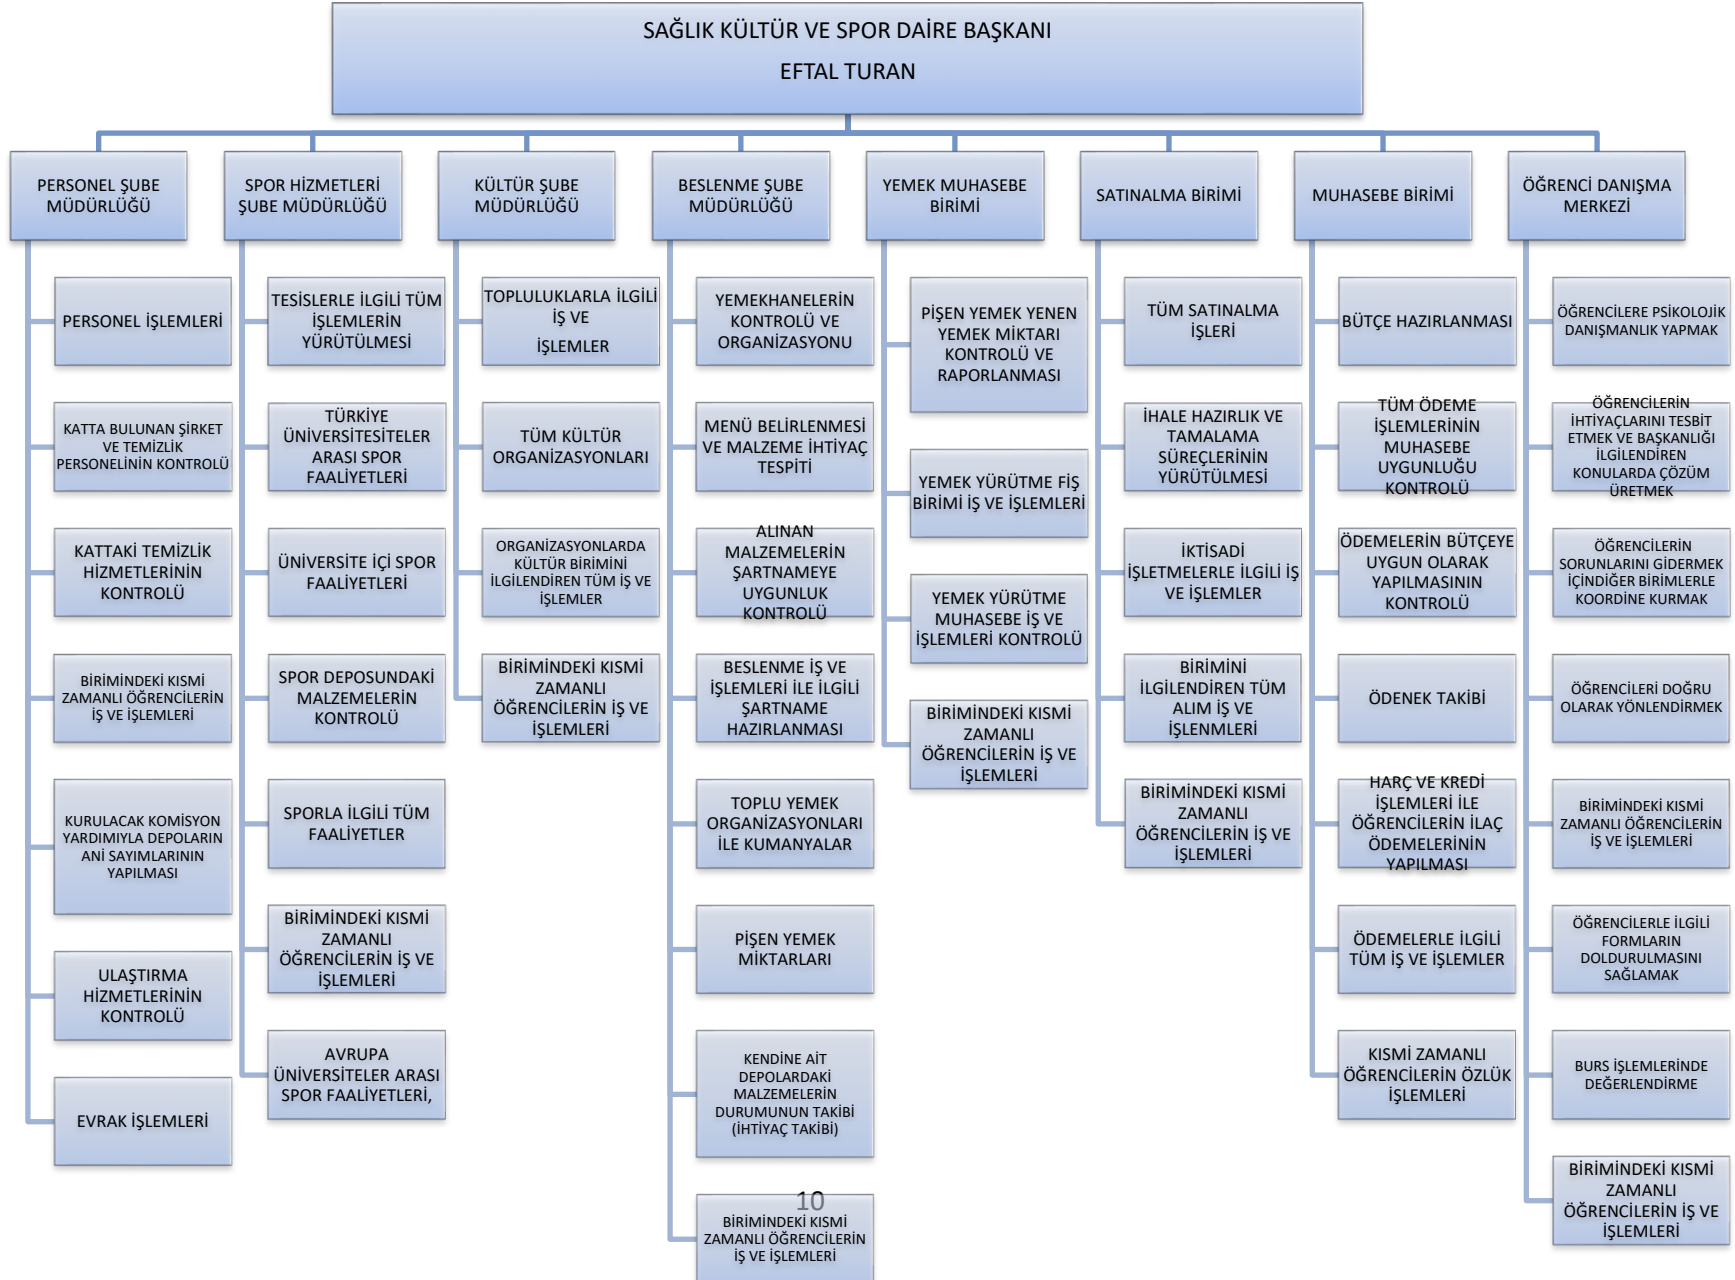 SAĞLIK KÜLTÜR VE SPOR DAİRE BAŞKANI
EFTAL TURAN
PERSONEL ŞUBE
MÜDÜRLÜĞÜ
PERSONEL İŞLEMLERİ
KATTA BULUNAN ŞİRKET
VE TEMİZLİK
PERSONELİNİN KONTROLÜ
KATTAKİ TEMİZLİK
HİZMETLERİNİN
KONTROLÜ
BİRİMİNDEKİ KISMİ
ZAMANLI ÖĞRENCİLERİN
İŞ VE İŞLEMLERİ
KURULACAK KOMİSYON
YARDIMIYLA DEPOLARIN
ANİ SAYIMLARININ
YAPILMASI
ULAŞTIRMA
HİZMETLERİNİN
KONTROLÜ
EVRAK İŞLEMLERİ
SPOR HİZMETLERİ
ŞUBE MÜDÜRLÜĞÜ
TESİSLERLE İLGİLİ TÜM
İŞLEMLERİN
YÜRÜTÜLMESİ
TÜRKİYE
ÜNİVERSİTESİTELER
ARASI SPOR
FAALİYETLERİ
ÜNİVERSİTE İÇİ SPOR
FAALİYETLERİ
SPOR DEPOSUNDAKİ
MALZEMELERİN
KONTROLÜ
SPORLA İLGİLİ TÜM
FAALİYETLER
BİRİMİNDEKİ KISMİ
ZAMANLI
ÖĞRENCİLERİN İŞ VE
İŞLEMLERİ
AVRUPA
ÜNİVERSİTELER ARASI
SPOR FAALİYETLERİ,
KÜLTÜR ŞUBE
MÜDÜRLÜĞÜ
TOPLULUKLARLA İLGİLİ
İŞ VE
İŞLEMLER
TÜM KÜLTÜR
ORGANİZASYONLARI
ORGANİZASYONLARDA
KÜLTÜR BİRİMİNİ
İLGİLENDİREN TÜM İŞ VE
İŞLEMLER
BİRİMİNDEKİ KISMİ
ZAMANLI
ÖĞRENCİLERİN İŞ VE
İŞLEMLERİ
BESLENME ŞUBE
MÜDÜRLÜĞÜ
YEMEKHANELERİN
KONTROLÜ VE
ORGANİZASYONU
MENÜ BELİRLENMESİ
VE MALZEME İHTİYAÇ
TESPİTİ
ALINAN
MALZEMELERİN
ŞARTNAMEYE
UYGUNLUK
KONTROLÜ
BESLENME İŞ VE
İŞLEMLERİ İLE İLGİLİ
ŞARTNAME
HAZIRLANMASI
TOPLU YEMEK
ORGANİZASYONLARI
İLE KUMANYALAR
PİŞEN YEMEK
MİKTARLARI
KENDİNE AİT
DEPOLARDAKİ
MALZEMELERİN
DURUMUNUN TAKİBİ
(İHTİYAÇ TAKİBİ)
10
BİRİMİNDEKİ KISMİ
ZAMANLI ÖĞRENCİLERİN
İŞ VE İŞLEMLERİ
YEMEK MUHASEBE
BİRİMİ
PİŞEN YEMEK YENEN
YEMEK MİKTARI
KONTROLÜ VE
RAPORLANMASI
YEMEK YÜRÜTME FİŞ
BİRİMİ İŞ VE İŞLEMLERİ
YEMEK YÜRÜTME
MUHASEBE İŞ VE
İŞLEMLERİ KONTROLÜ
BİRİMİNDEKİ KISMİ
ZAMANLI
ÖĞRENCİLERİN İŞ VE
İŞLEMLERİ
SATINALMA BİRİMİ
TÜM SATINALMA
İŞLERİ
İHALE HAZIRLIK VE
TAMALAMA
SÜREÇLERİNİN
YÜRÜTÜLMESİ
İKTİSADİ
İŞLETMELERLE İLGİLİ İŞ
VE İŞLEMLER
BİRİMİNİ
İLGİLENDİREN TÜM
ALIM İŞ VE
İŞLENMLERİ
BİRİMİNDEKİ KISMİ
ZAMANLI
ÖĞRENCİLERİN İŞ VE
İŞLEMLERİ
MUHASEBE BİRİMİ
BÜTÇE HAZIRLANMASI
TÜM ÖDEME
İŞLEMLERİNİN
MUHASEBE
UYGUNLUĞU
KONTROLÜ
ÖDEMELERİN BÜTÇEYE
UYGUN OLARAK
YAPILMASININ
KONTROLÜ
ÖDENEK TAKİBİ
HARÇ VE KREDİ
İŞLEMLERİ İLE
ÖĞRENCİLERİN İLAÇ
ÖDEMELERİNİN
YAPILMASI
ÖDEMELERLE İLGİLİ
TÜM İŞ VE İŞLEMLER
KISMİ ZAMANLI
ÖĞRENCİLERİN ÖZLÜK
İŞLEMLERİ
ÖĞRENCİ DANIŞMA
MERKEZİ
ÖĞRENCİLERE PSİKOLOJİK
DANIŞMANLIK YAPMAK
ÖĞRENCİLERİN
İHTİYAÇLARINI TESBİT
ETMEK VE BAŞKANLIĞI
İLGİLENDİREN
KONULARDA ÇÖZÜM
ÜRETMEK
ÖĞRENCİLERİN
SORUNLARINI GİDERMEK
İÇİNDİĞER BİRİMLERLE
KOORDİNE KURMAK
ÖĞRENCİLERİ DOĞRU
OLARAK YÖNLENDİRMEK
BİRİMİNDEKİ KISMİ
ZAMANLI ÖĞRENCİLERİN
İŞ VE İŞLEMLERİ
ÖĞRENCİLERLE İLGİLİ
FORMLARIN
DOLDURULMASINI
SAĞLAMAK
BURS İŞLEMLERİNDE
DEĞERLENDİRME
BİRİMİNDEKİ KISMİ
ZAMANLI
ÖĞRENCİLERİN İŞ VE
İŞLEMLERİ